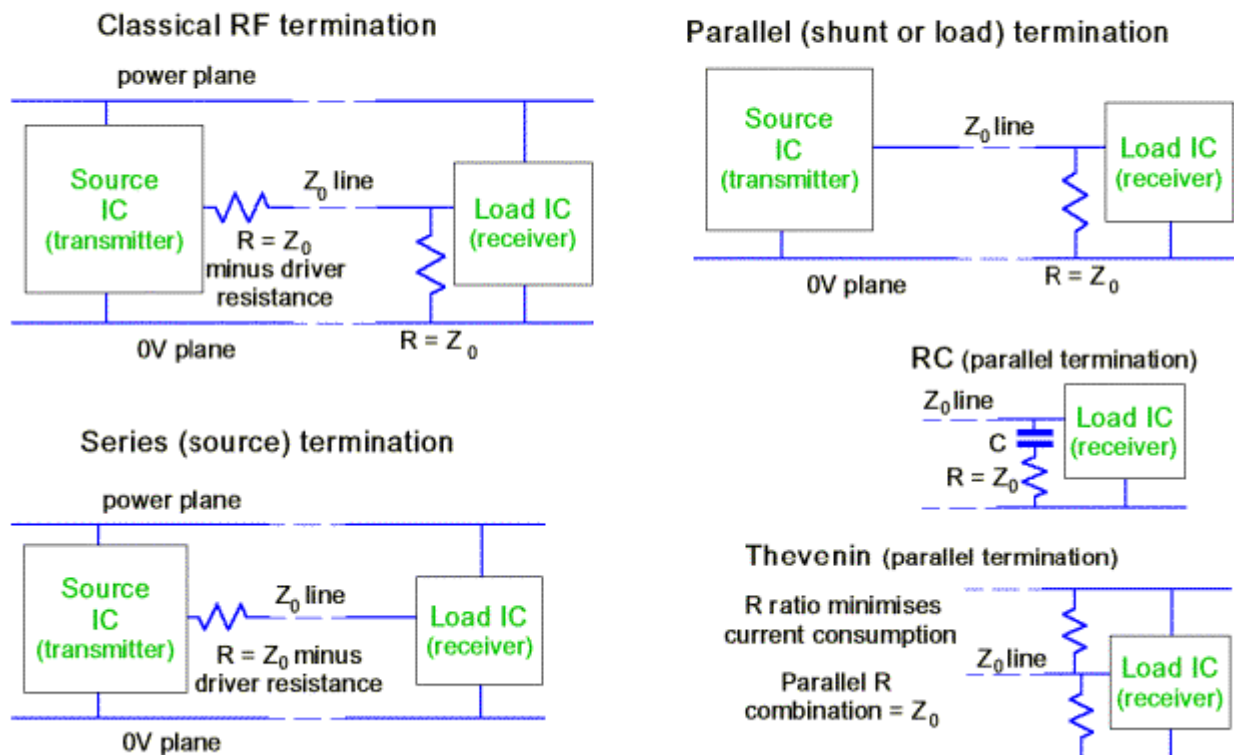 Classical RF termination
power plane
Source
IC
(transmitter)
Z0 line
R = Z0
minus driver
resistance
Load IC
(receiver)
0V plane
R = Z0
Series (source) termination
power plane
Source
IC
(transmitter)
Z0 line
R = Z0 minus
driver resistance
Load IC
(receiver)
0V plane
Parallel (shunt or load) termination
Source
IC
(transmitter)
Z0 line
Load IC
(receiver)
0V plane
R = Z0
RC (parallel termination)
Z0 line
C
R = Z0
Load IC
(receiver)
Thevenin (parallel termination)
R ratio minimises
current consumption
Z0 line
Parallel R
combination = Z0
Load IC
(receiver)